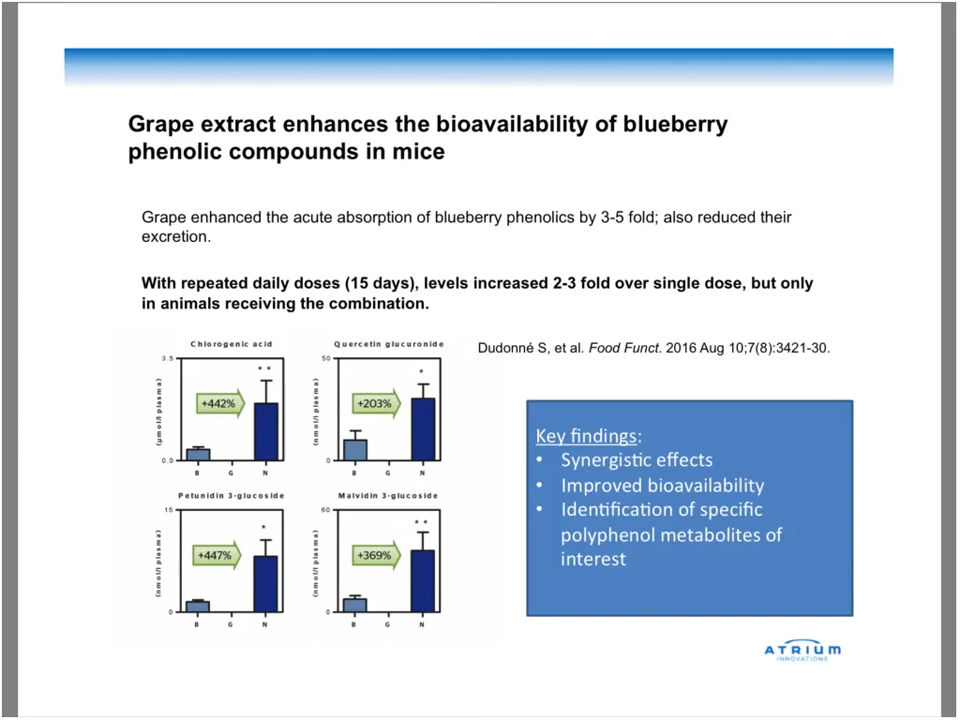 Grape extract enhances the bioavailability of blueberry
phenolic compounds in mice
Grape enhanced the acute absorption of blueberry phenolics by 3-5 fold; also reduced their
excretion.
With repeated daily doses (15 days), levels increased 2-3 fold over single dose, but only
in animals receiving the combination.
Chlorogenic acid
3.5
(µmol/l plasma)
0.0
* *
+442%
B G N
Quercetin glucuronide
50
(nmol/l plasma)
0
*
+203%
B G N
Petunidin 3-glucoside
15
(nmol/l plasma)
0
*
+447%
B G N
Malvidin 3-glucoside
60
(nmol/l plasma)
0
* *
+369%
B G N
Dudonné S, et al. Food Funct. 2016 Aug 10;7(8):3421-30.
Key findings:
• Synergistic effects
• Improved bioavailability
• Identification of specific
polyphenol metabolites of
interest
ATRIUM
INNOVATIONS